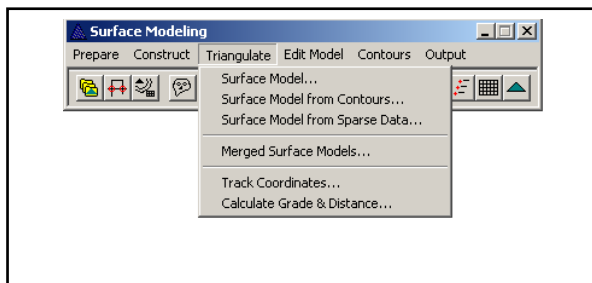 Surface Modeling
Prepare Construct Triangulate Edit Model Contours Output
Surface Model...
Surface Model from Contours...
Surface Model from Sparse Data...
Merged Surface Models...
Track Coordinates...
Calculate Grade & Distance...